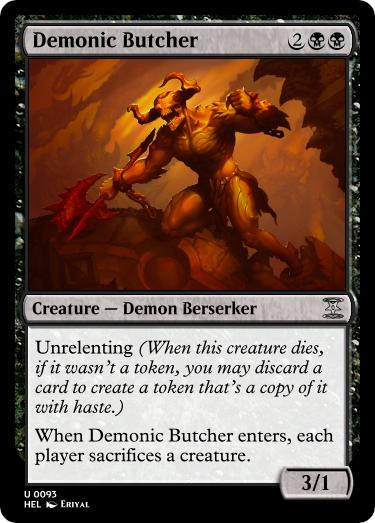 Demonic Butcher 2
Creature — Demon Berserker
Unrelenting (When this creature dies,
if it wasn't a token, you may discard a
card to create a token that's a copy of it
with haste.)
When Demonic Butcher enters, each
player sacrifices a creature.
3/1
U 0093
HEL Eriyal